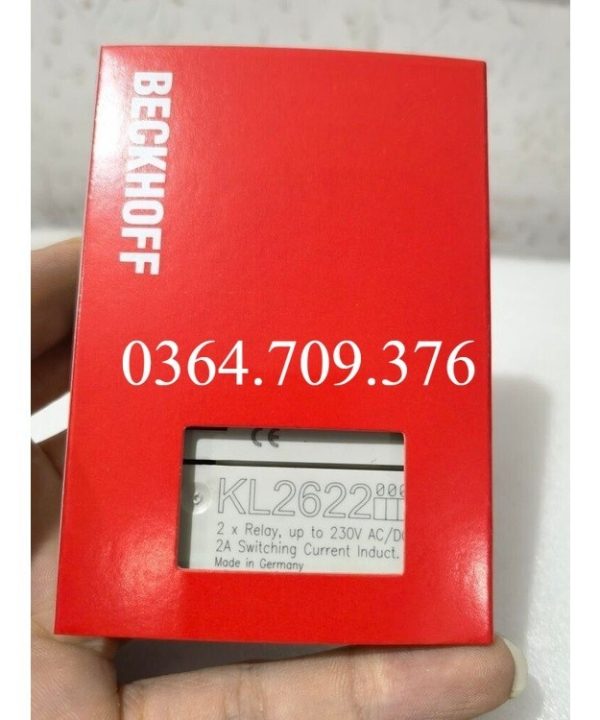 BECKHOFF
0364.709.376
CE
KL2622
000
2 x Relay, up to 230V AC/DC
2A Switching Current Induct.
Made in Germany